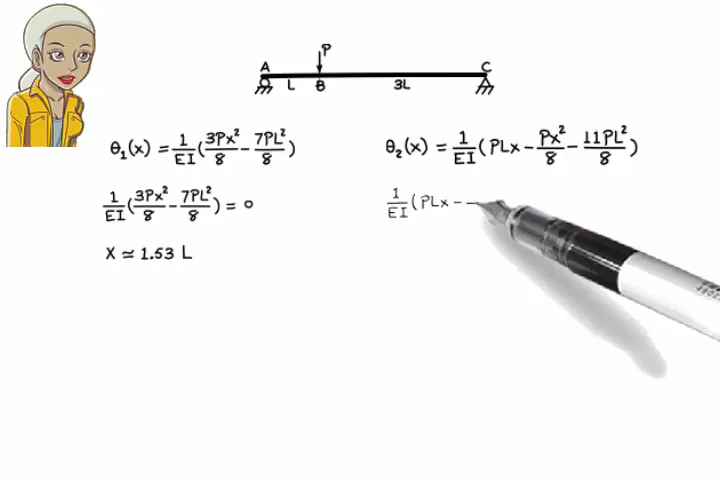 P
A C
L B 3L
θ₁(x) = 1/EI (3Px²/8 - 7PL²/8)
θ₂(x) = 1/EI (PLx - Px²/8 - 11PL²/8)
1/EI (3Px²/8 - 7PL²/8) = 0
1/EI (PLx -
x ≃ 1.53 L